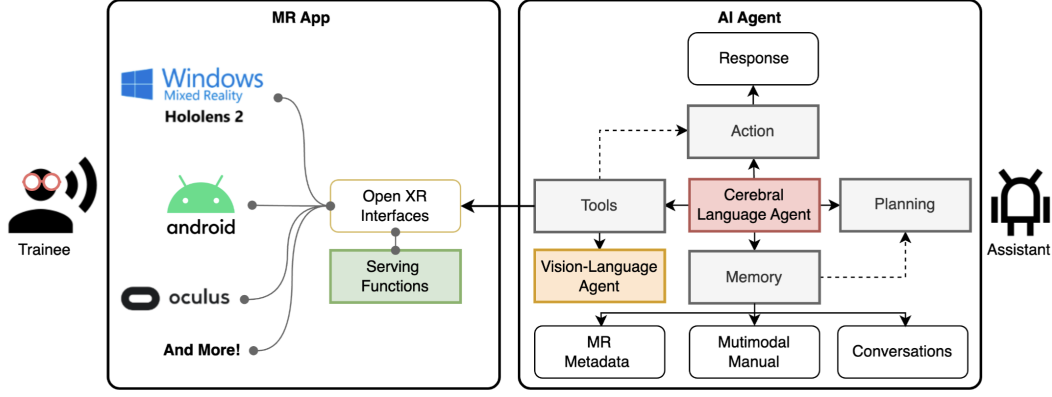 MR App
Windows
Mixed Reality
Hololens 2
android
oculus
And More!
Open XR
Interfaces
Serving
Functions
Trainee
AI Agent
Response
Action
Tools
Cerebral
Language Agent
Planning
Vision-Language
Agent
Memory
MR
Metadata
Mutimodal
Manual
Conversations
Assistant